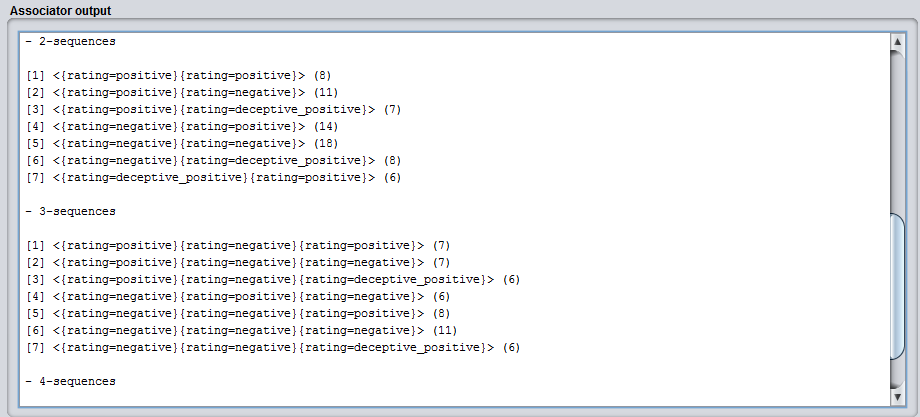 Associator output
- 2-sequences
[1] <{rating=positive}{rating=positive}> (8)
[2] <{rating=positive}{rating=negative}> (11)
[3] <{rating=positive}{rating=deceptive_positive}> (7)
[4] <{rating=negative}{rating=positive}> (14)
[5] <{rating=negative}{rating=negative}> (18)
[6] <{rating=negative}{rating=deceptive_positive}> (8)
[7] <{rating=deceptive_positive}{rating=positive}> (6)
- 3-sequences
[1] <{rating=positive}{rating=negative}{rating=positive}> (7)
[2] <{rating=positive}{rating=negative}{rating=negative}> (7)
[3] <{rating=positive}{rating=negative}{rating=deceptive_positive}> (6)
[4] <{rating=negative}{rating=positive}{rating=negative}> (6)
[5] <{rating=negative}{rating=negative}{rating=positive}> (8)
[6] <{rating=negative}{rating=negative}{rating=negative}> (11)
[7] <{rating=negative}{rating=negative}{rating=deceptive_positive}> (6)
- 4-sequences